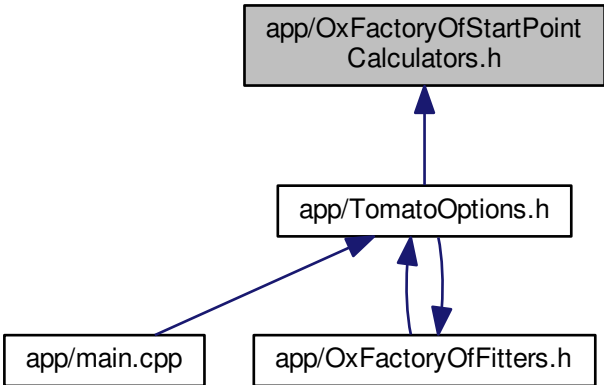 app/OxFactoryOfStartPoint
Calculators.h
app/TomatoOptions.h
app/main.cpp
app/OxFactoryOfFitters.h